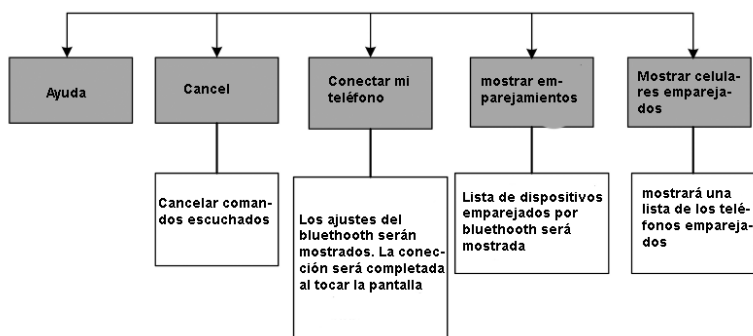 Ayuda
Cancel
Conectar mi
teléfono
mostrar em-
parejamientos
Mostrar celula-
res empareja-
dos
Cancelar coman-
dos escuchados
Los ajustes del
bluethooth serán
mostrados. La conec-
ción será completada
al tocar la pantalla
Lista de dispositivos
emparejados por
bluethooth será
mostrada
mostrará una
lista de los telé-
fonos empareja-
dos